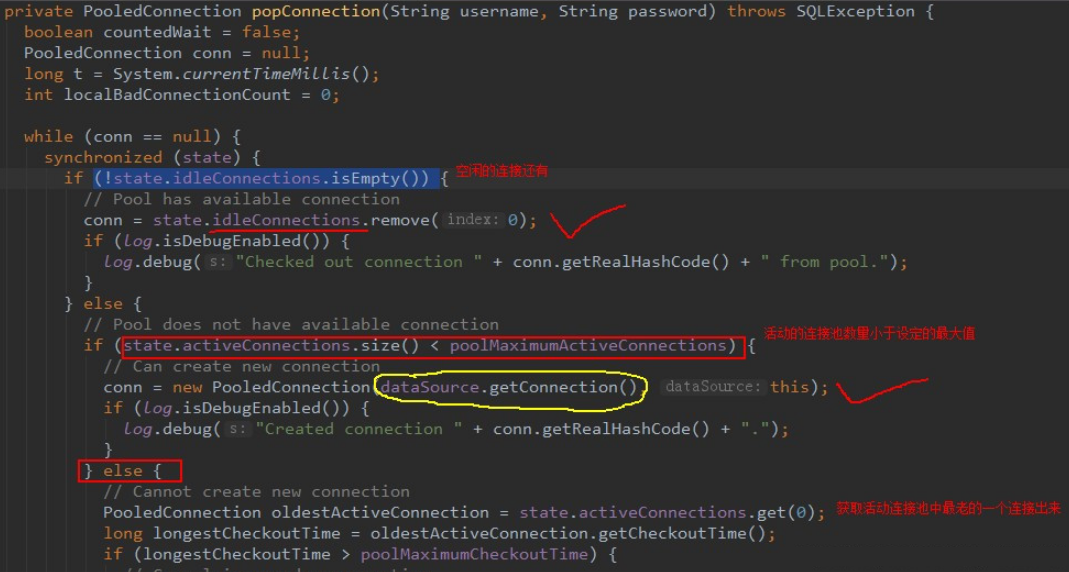 private PooledConnection popConnection(String username, String password) throws SQLException {
boolean countedWait = false;
PooledConnection conn = null;
long t = System.currentTimeMillis();
int localBadConnectionCount = 0;
while (conn == null) {
synchronized (state) {
if (!state.idleConnections.isEmpty()) { 空闲的连接还有
// Pool has available connection
conn = state.idleConnections.remove( index: 0);
if (log.isDebugEnabled()) {
log.debug( s: "Checked out connection " + conn.getRealHashCode() + " from pool.");
}
} else {
// Pool does not have available connection
if (state.activeConnections.size() < poolMaximumActiveConnections) { 活动的连接池数量小于设定的最大值
// Can create new connection
conn = new PooledConnection(dataSource.getConnection(), dataSource: this);
if (log.isDebugEnabled()) {
log.debug( s: "Created connection " + conn.getRealHashCode() + ".");
}
} else {
// Cannot create new connection
PooledConnection oldestActiveConnection = state.activeConnections.get(0); 获取活动连接池中最老的一个连接出来
long longestCheckoutTime = oldestActiveConnection.getCheckoutTime();
if (longestCheckoutTime > poolMaximumCheckoutTime) {